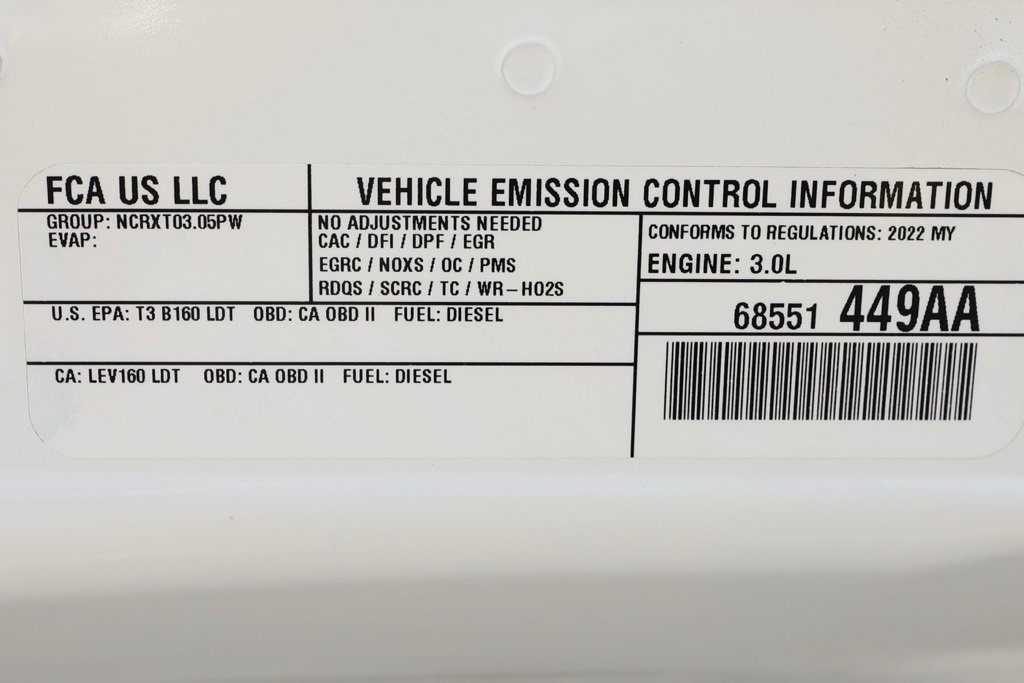 FCA US LLC
VEHICLE EMISSION CONTROL INFORMATION
GROUP: NCRXT03.05PW
EVAP:
NO ADJUSTMENTS NEEDED
CAC / DFI / DPF / EGR
EGRC / NOXS / OC / PMS
RDQS / SCRC / TC / WR-HO2S
CONFORMS TO REGULATIONS: 2022 MY
ENGINE: 3.0L
68551 449AA
U.S. EPA: T3 B160 LDT OBD: CA OBD II FUEL: DIESEL
CA: LEV160 LDT OBD: CA OBD II FUEL: DIESEL